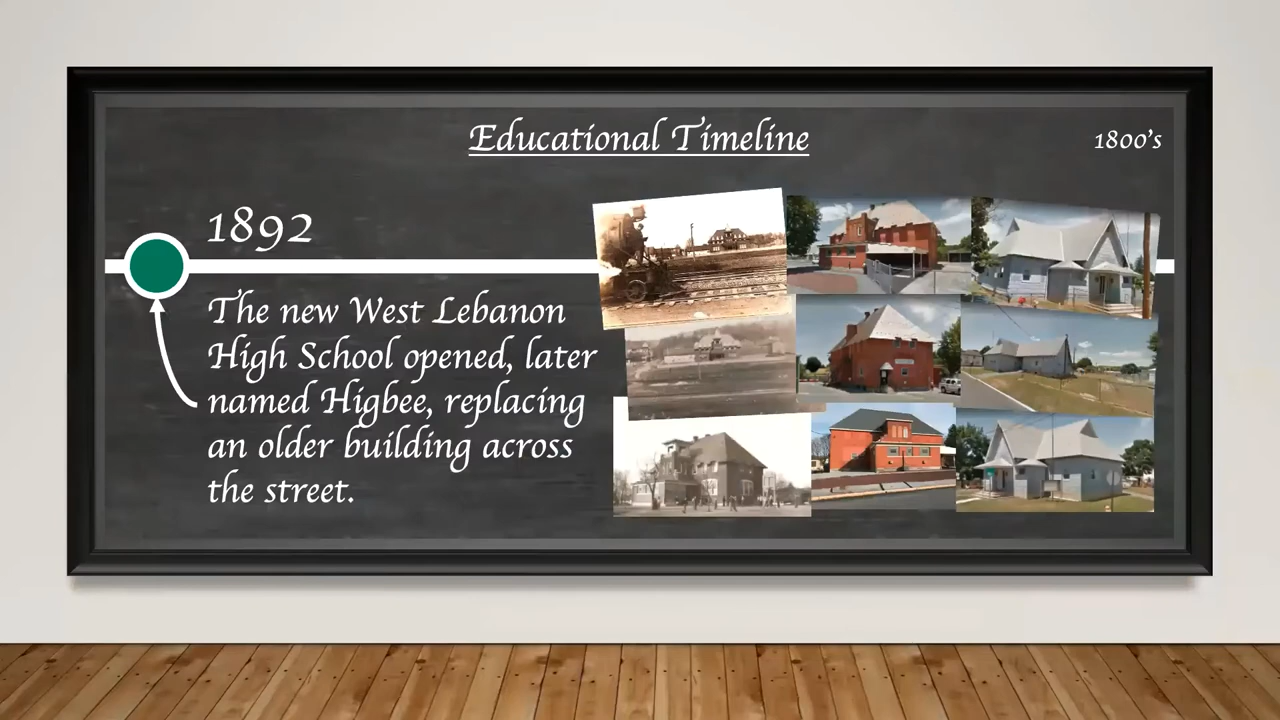 Educational Timeline
1800's
1892
The new West Lebanon
High School opened, later
named Higbee, replacing
an older building across
the street.